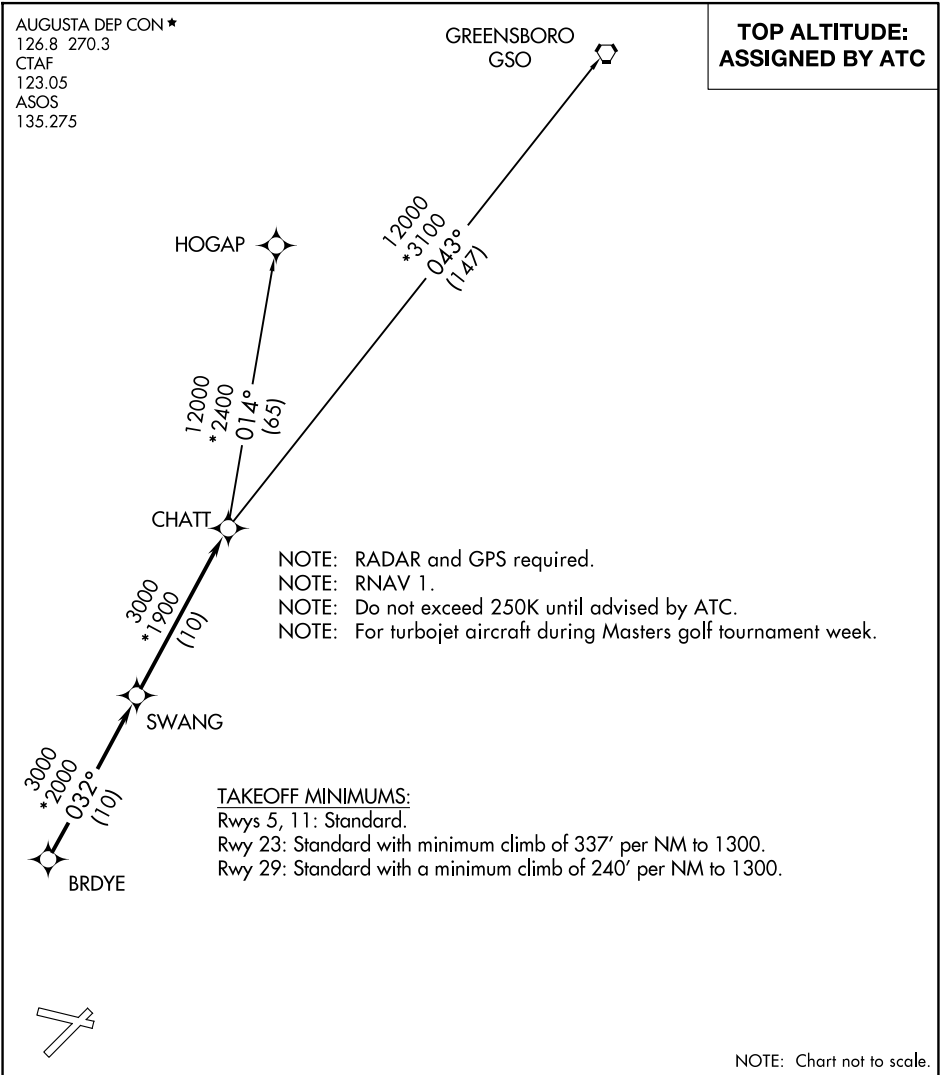 AUGUSTA DEP CON ★
126.8 270.3
CTAF
123.05
ASOS
135.275
TOP ALTITUDE:
ASSIGNED BY ATC
GREENSBORO
GSO
12000
*3100
043°
(147)
HOGAP
12000
*2400
014°
(65)
CHATT
NOTE: RADAR and GPS required.
NOTE: RNAV 1.
NOTE: Do not exceed 250K until advised by ATC.
NOTE: For turbojet aircraft during Masters golf tournament week.
3000
*1900
(10)
SWANG
3000
*2000
032°
(10)
BRDYE
TAKEOFF MINIMUMS:
Rwys 5, 11: Standard.
Rwy 23: Standard with minimum climb of 337' per NM to 1300.
Rwy 29: Standard with a minimum climb of 240' per NM to 1300.
NOTE: Chart not to scale.